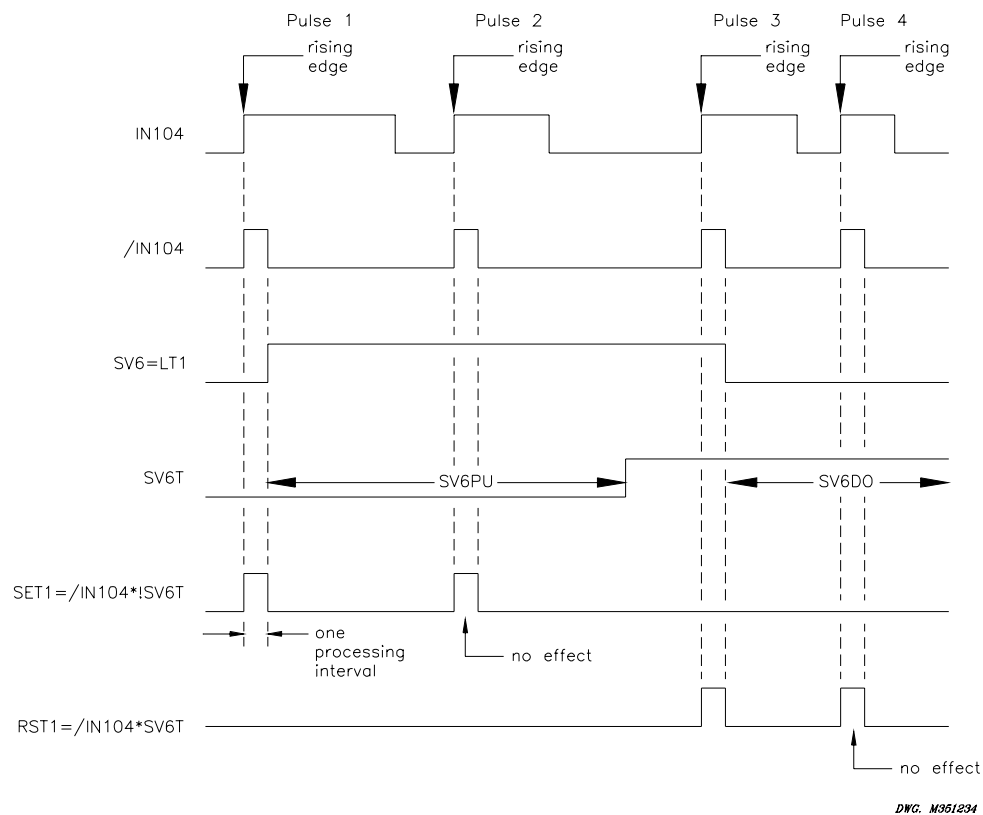 Pulse 1
Pulse 2
Pulse 3
Pulse 4
rising
edge
rising
edge
rising
edge
rising
edge
IN104
/IN104
SV6=LT1
SV6T
SV6PU
SV6DO
SET1=/IN104*!SV6T
one
processing
interval
no effect
RST1=/IN104*SV6T
no effect
DWG. M351234